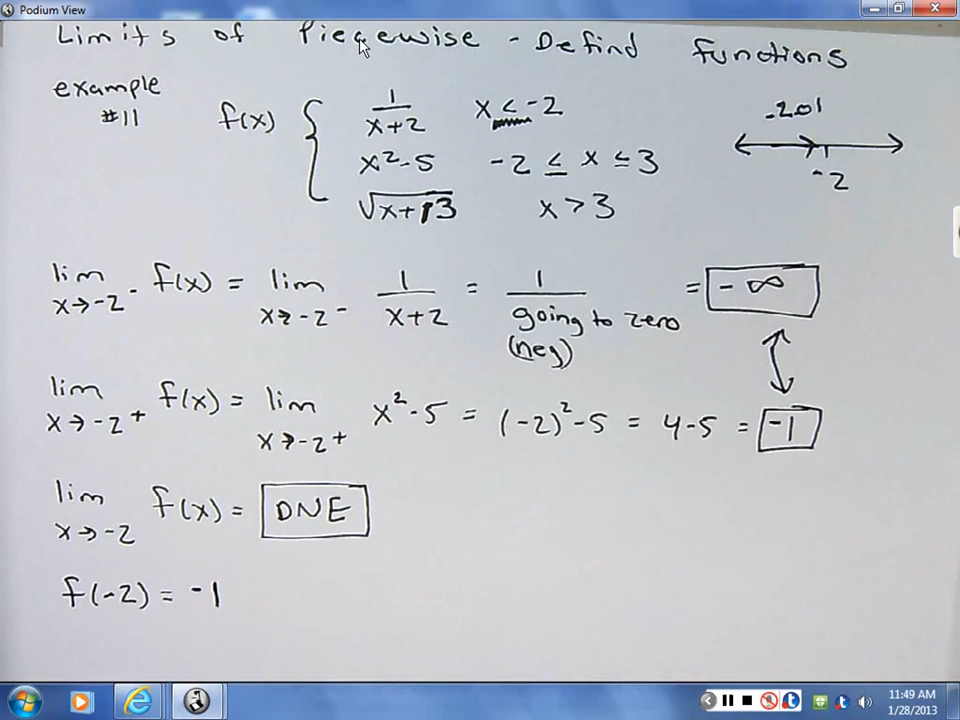 Podium View
Limits of Piecewise - Defind Functions
example
#11
f(x) { 1/(x+2) x < -2
x² - 5 -2 ≤ x ≤ 3
√(x+13) x > 3
-2.01
-2
lim x→-2⁻ f(x) = lim x→-2⁻ 1/(x+2) = 1/(going to zero (neg)) = -∞
lim x→-2⁺ f(x) = lim x→-2⁺ x² - 5 = (-2)² - 5 = 4 - 5 = -1
lim x→-2 f(x) = DNE
f(-2) = -1
11:49 AM
1/28/2013